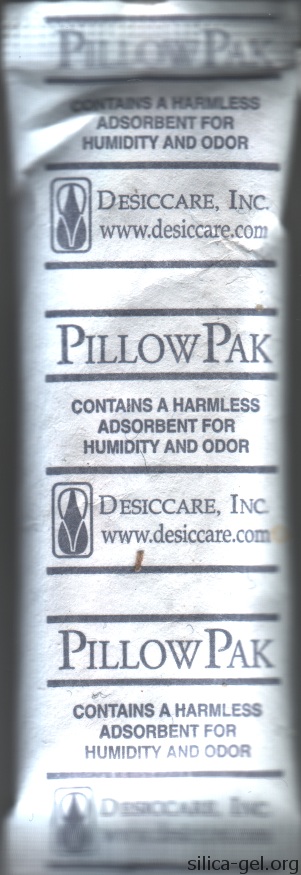 PILLOWPAK
CONTAINS A HARMLESS
ADSORBENT FOR
HUMIDITY AND ODOR
DESICCARE, INC.
www.desiccare.com
PILLOWPAK
CONTAINS A HARMLESS
ADSORBENT FOR
HUMIDITY AND ODOR
DESICCARE, INC.
www.desiccare.com
PILLOWPAK
CONTAINS A HARMLESS
ADSORBENT FOR
HUMIDITY AND ODOR
DESICCARE, INC.
silica-gel.org